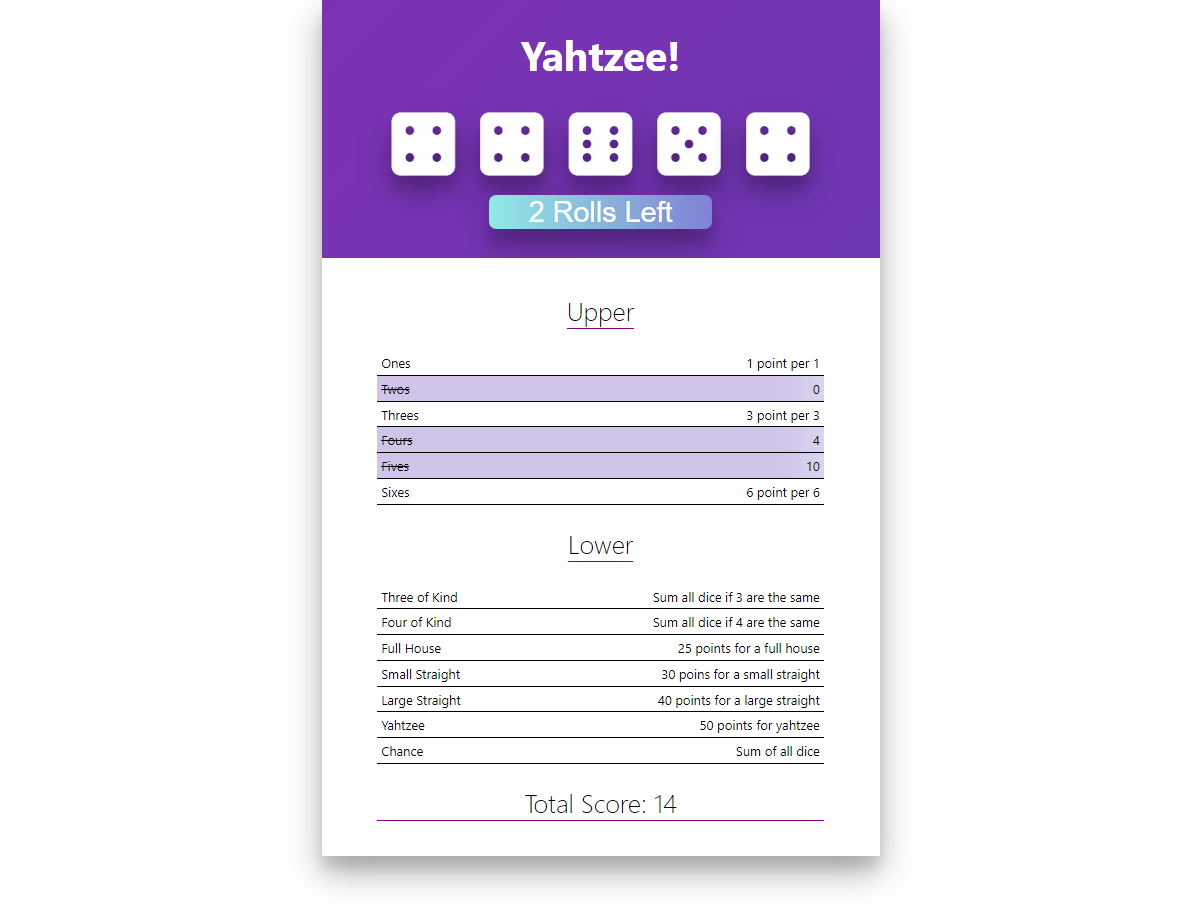 Yahtzee!
2 Rolls Left
Upper
Ones 1 point per 1
Twos 0
Threes 3 point per 3
Fours 4
Fives 10
Sixes 6 point per 6
Lower
Three of Kind Sum all dice if 3 are the same
Four of Kind Sum all dice if 4 are the same
Full House 25 points for a full house
Small Straight 30 poins for a small straight
Large Straight 40 points for a large straight
Yahtzee 50 points for yahtzee
Chance Sum of all dice
Total Score: 14